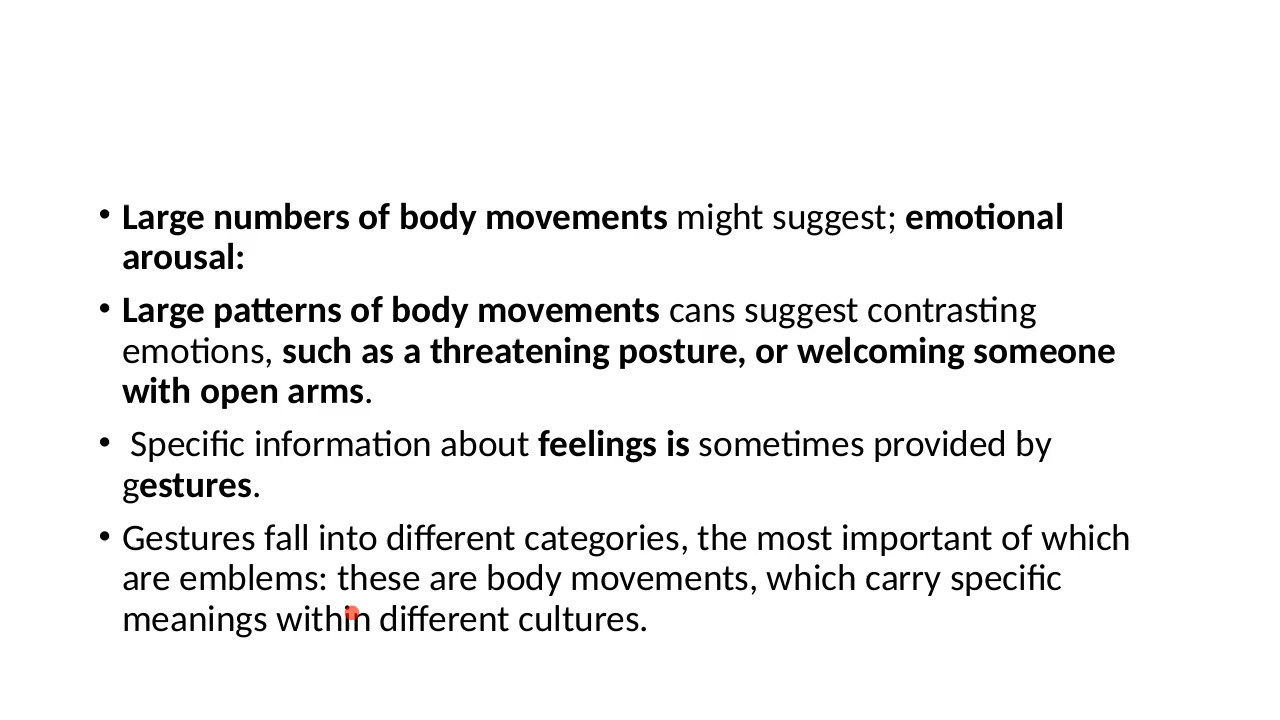 • Large numbers of body movements might suggest; emotional
arousal:
• Large patterns of body movements cans suggest contrasting
emotions, such as a threatening posture, or welcoming someone
with open arms.
• Specific information about feelings is sometimes provided by
gestures.
• Gestures fall into different categories, the most important of which
are emblems: these are body movements, which carry specific
meanings within different cultures.